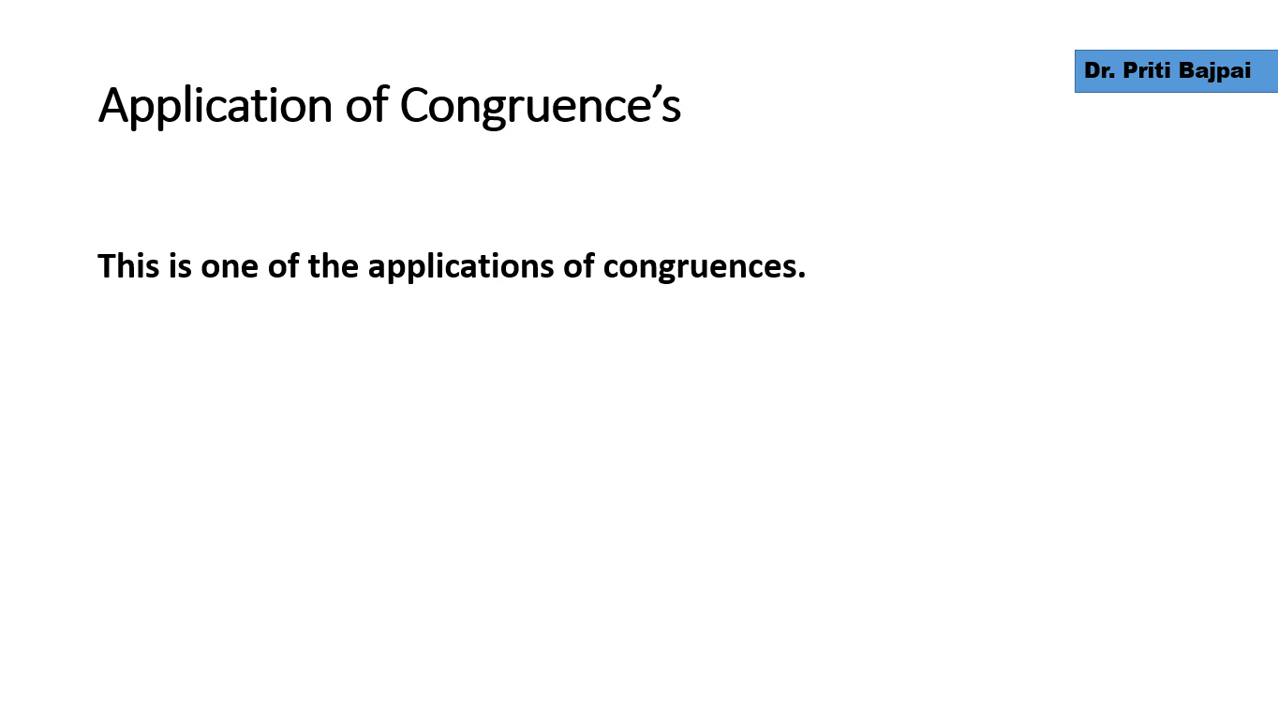 Dr. Priti Bajpai
Application of Congruence’s
This is one of the applications of congruences.